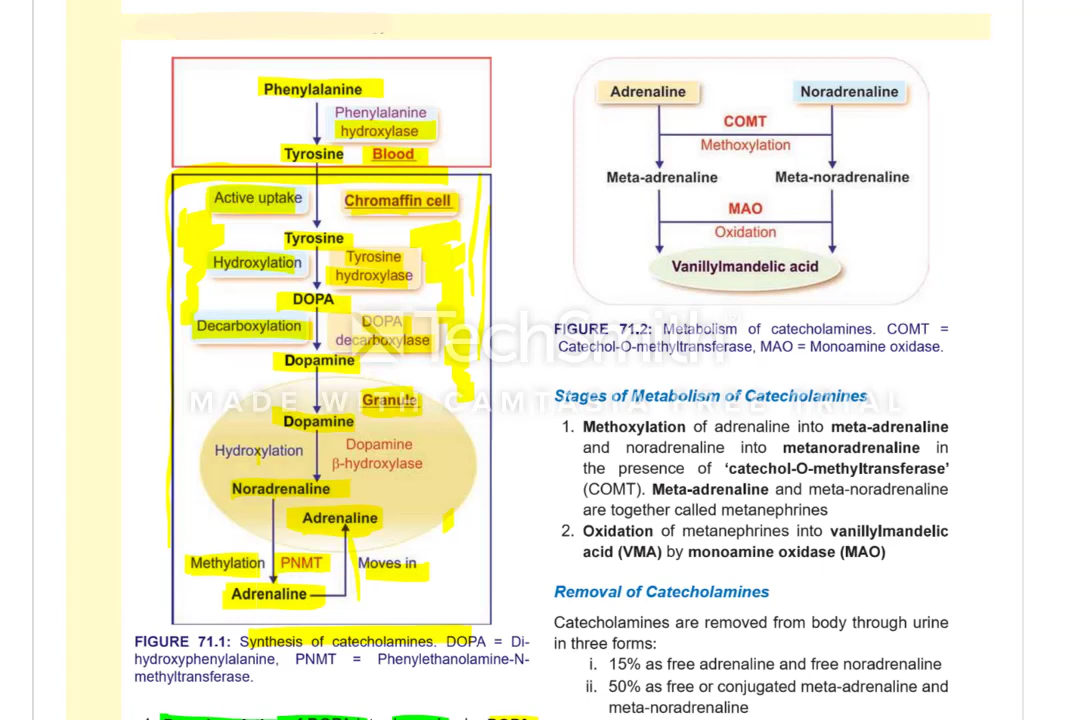 Phenylalanine
Phenylalanine
hydroxylase
Tyrosine Blood
Active uptake Chromaffin cell
Tyrosine
Hydroxylation Tyrosine
hydroxylase
DOPA
Decarboxylation DOPA
decarboxylase
Dopamine
Granule
Dopamine
Hydroxylation Dopamine
β-hydroxylase
Noradrenaline
Adrenaline
Methylation PNMT Moves in
Adrenaline
FIGURE 71.1: Synthesis of catecholamines. DOPA = Di-
hydroxyphenylalanine, PNMT = Phenylethanolamine-N-
methyltransferase.
Adrenaline Noradrenaline
COMT
Methoxylation
Meta-adrenaline Meta-noradrenaline
MAO
Oxidation
Vanillylmandelic acid
FIGURE 71.2: Metabolism of catecholamines. COMT =
Catechol-O-methyltransferase, MAO = Monoamine oxidase.
Stages of Metabolism of Catecholamines
1. Methoxylation of adrenaline into meta-adrenaline
and noradrenaline into metanoradrenaline in
the presence of ‘catechol-O-methyltransferase’
(COMT). Meta-adrenaline and meta-noradrenaline
are together called metanephrines
2. Oxidation of metanephrines into vanillylmandelic
acid (VMA) by monoamine oxidase (MAO)
Removal of Catecholamines
Catecholamines are removed from body through urine
in three forms:
i. 15% as free adrenaline and free noradrenaline
ii. 50% as free or conjugated meta-adrenaline and
meta-noradrenaline
TechSmith
MADE WITH CAMTASIA FREE TRIAL